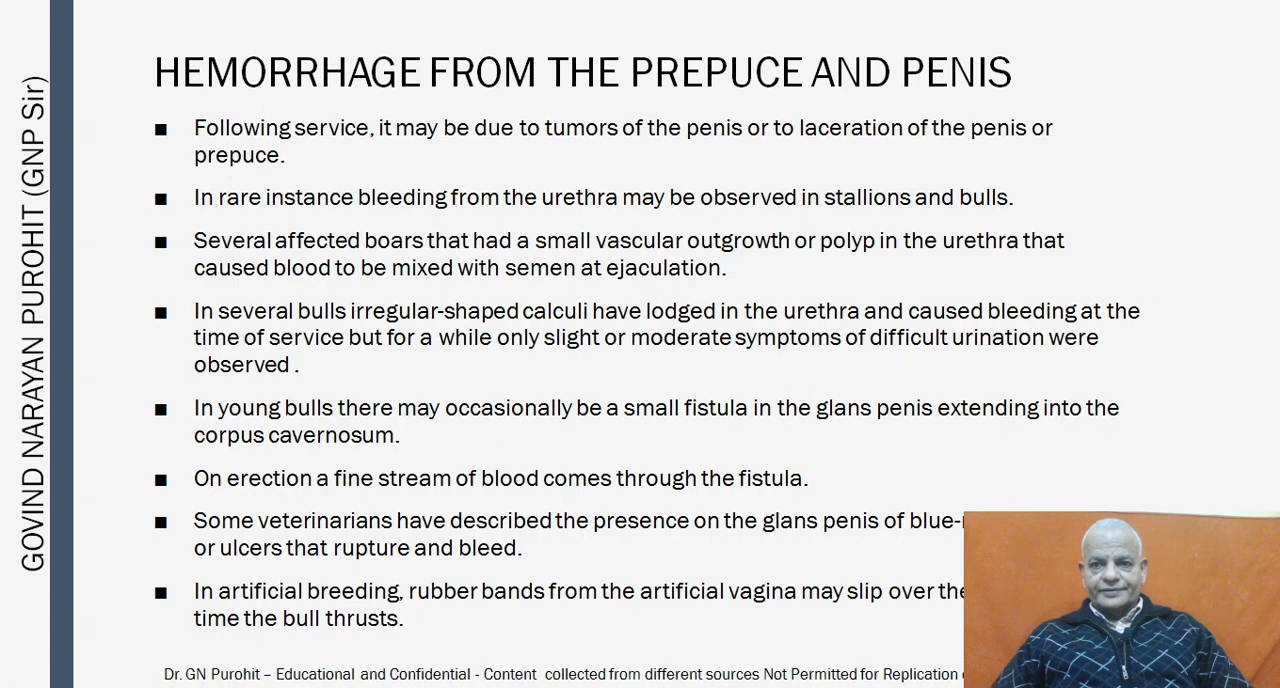 GOVIND NARAYAN PUROHIT (GNP Sir)
HEMORRHAGE FROM THE PREPUCE AND PENIS
■ Following service, it may be due to tumors of the penis or to laceration of the penis or
prepuce.
■ In rare instance bleeding from the urethra may be observed in stallions and bulls.
■ Several affected boars that had a small vascular outgrowth or polyp in the urethra that
caused blood to be mixed with semen at ejaculation.
■ In several bulls irregular-shaped calculi have lodged in the urethra and caused bleeding at the
time of service but for a while only slight or moderate symptoms of difficult urination were
observed .
■ In young bulls there may occasionally be a small fistula in the glans penis extending into the
corpus cavernosum.
■ On erection a fine stream of blood comes through the fistula.
■ Some veterinarians have described the presence on the glans penis of blue-
or ulcers that rupture and bleed.
■ In artificial breeding, rubber bands from the artificial vagina may slip over the
time the bull thrusts.
Dr. GN Purohit – Educational and Confidential - Content collected from different sources Not Permitted for Replication